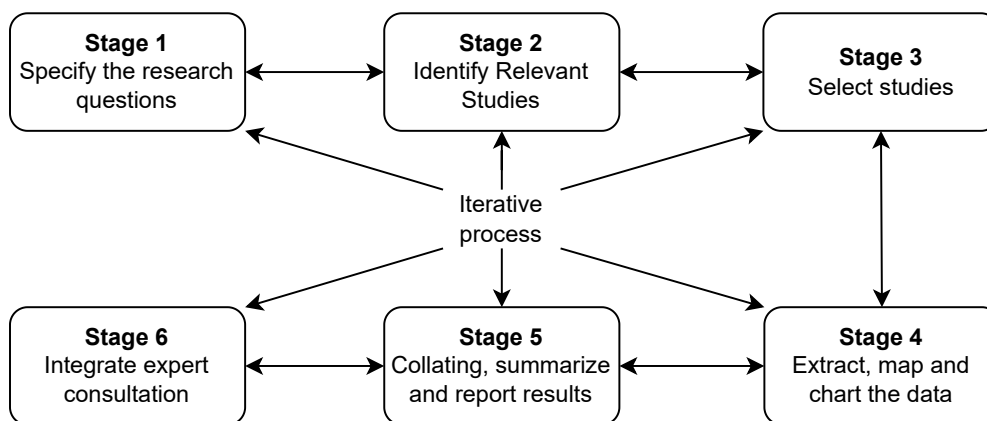 Stage 1
Specify the research
questions
Stage 2
Identify Relevant
Studies
Stage 3
Select studies
Iterative
process
Stage 6
Integrate expert
consultation
Stage 5
Collating, summarize
and report results
Stage 4
Extract, map and
chart the data